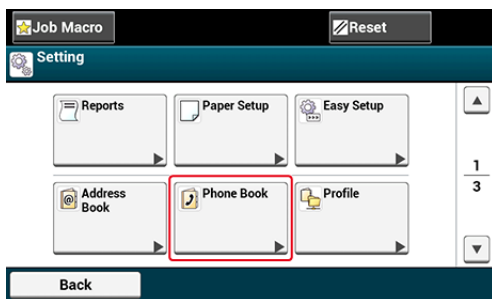 Job Macro
Reset
Setting
Reports
Paper Setup
Easy Setup
1
3
Address
Book
Phone Book
Profile
Back